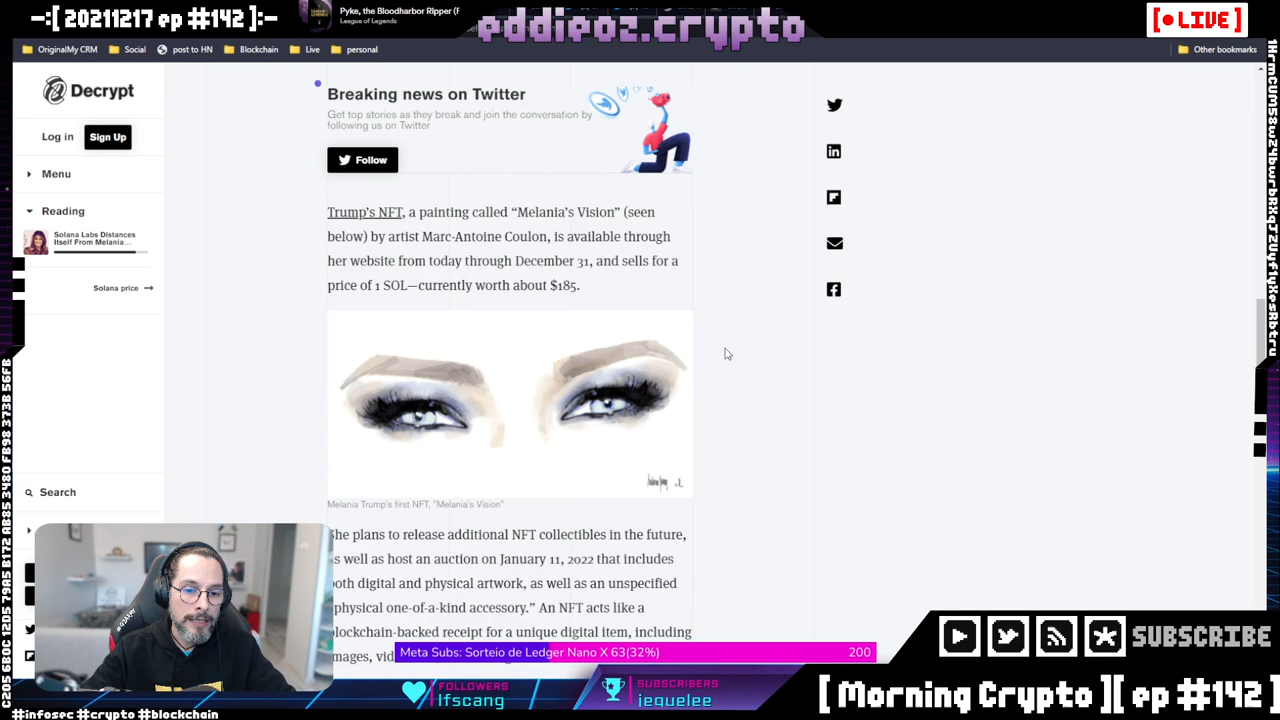 -:[ 20211217 ep #142 ]:-
Pyke, the Bloodharbor Ripper (F
League of Legends
eddieoz.crypto
[● LIVE]
OriginalMy CRM
Social
post to HN
Blockchain
Live
personal
Other bookmarks
Decrypt
Log in
Sign Up
Menu
Reading
Solana Labs Distances
Itself From Melania...
Solana price
Search
Breaking news on Twitter
Get top stories as they break and join the conversation by
following us on Twitter
Follow
Trump's NFT, a painting called “Melania's Vision” (seen
below) by artist Marc-Antoine Coulon, is available through
her website from today through December 31, and sells for a
price of 1 SOL—currently worth about $185.
Melania Trump's first NFT, "Melania's Vision"
She plans to release additional NFT collectibles in the future,
as well as host an auction on January 11, 2022 that includes
both digital and physical artwork, as well as an unspecified
“physical one-of-a-kind accessory.” An NFT acts like a
blockchain-backed receipt for a unique digital item, including
images,
Meta Subs: Sorteio de Ledger Nano X 63(32%)
200
FOLLOWERS
lfscang
SUBSCRIBERS
ieguelee
SUBSCRIBE
[ Morning Crypto ][ ep #142 ]
#infosec #crypto #blockchain